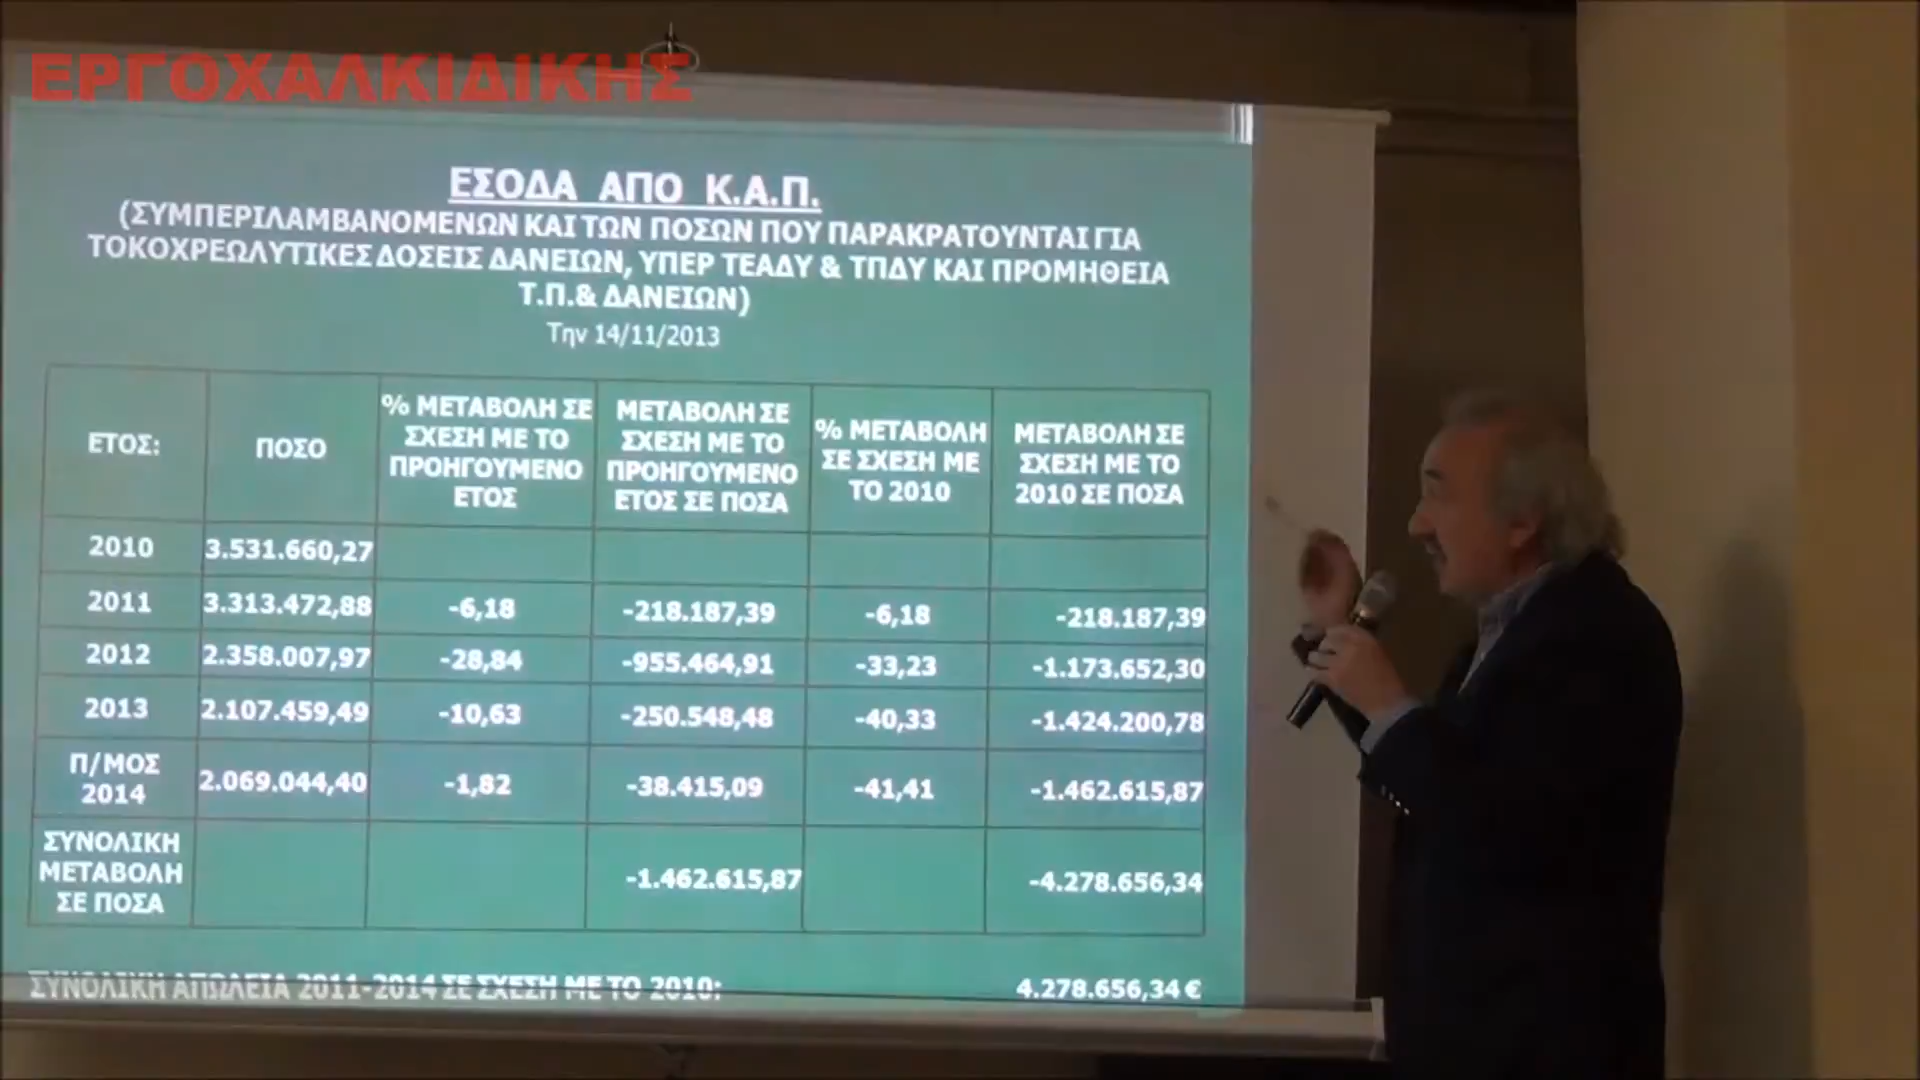 ΕΡΓΟΧΑΛΚΙΔΙΚΗΣ
ΕΣΟΔΑ ΑΠΟ Κ.Α.Π.
(ΣΥΜΠΕΡΙΛΑΜΒΑΝΟΜΕΝΩΝ ΚΑΙ ΤΩΝ ΠΟΣΩΝ ΠΟΥ ΠΑΡΑΚΡΑΤΟΥΝΤΑΙ ΓΙΑ
ΤΟΚΟΧΡΕΩΛΥΤΙΚΕΣ ΔΟΣΕΙΣ ΔΑΝΕΙΩΝ, ΥΠΕΡ ΤΕΑΔΥ & ΤΠΔΥ ΚΑΙ ΠΡΟΜΗΘΕΙΑ
Τ.Π.& ΔΑΝΕΙΩΝ)
Την 14/11/2013
ΕΤΟΣ:
ΠΟΣΟ
% ΜΕΤΑΒΟΛΗ ΣΕ
ΣΧΕΣΗ ΜΕ ΤΟ
ΠΡΟΗΓΟΥΜΕΝΟ
ΕΤΟΣ
ΜΕΤΑΒΟΛΗ ΣΕ
ΣΧΕΣΗ ΜΕ ΤΟ
ΠΡΟΗΓΟΥΜΕΝΟ
ΕΤΟΣ ΣΕ ΠΟΣΑ
% ΜΕΤΑΒΟΛΗ
ΣΕ ΣΧΕΣΗ ΜΕ
ΤΟ 2010
ΜΕΤΑΒΟΛΗ ΣΕ
ΣΧΕΣΗ ΜΕ ΤΟ
2010 ΣΕ ΠΟΣΑ
2010 3.531.660,27
2011 3.313.472,88 -6,18 -218.187,39 -6,18 -218.187,39
2012 2.358.007,97 -28,84 -955.464,91 -33,23 -1.173.652,30
2013 2.107.459,49 -10,63 -250.548,48 -40,33 -1.424.200,78
Π/ΜΟΣ
2014
2.069.044,40 -1,82 -38.415,09 -41,41 -1.462.615,87
ΣΥΝΟΛΙΚΗ
ΜΕΤΑΒΟΛΗ
ΣΕ ΠΟΣΑ
-1.462.615,87 -4.278.656,34
ΣΥΝΟΛΙΚΗ ΑΠΩΛΕΙΑ 2011-2014 ΣΕ ΣΧΕΣΗ ΜΕ ΤΟ 2010: 4.278.656,34 €